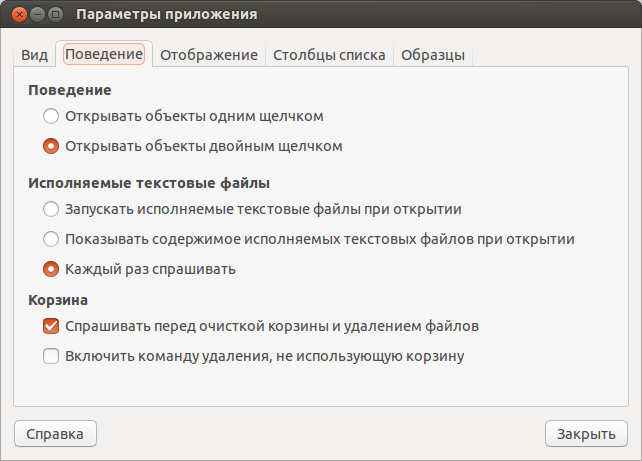 Параметры приложения
Вид Поведение Отображение Столбцы списка Образцы
Поведение
Открывать объекты одним щелчком
Открывать объекты двойным щелчком
Исполняемые текстовые файлы
Запускать исполняемые текстовые файлы при открытии
Показывать содержимое исполняемых текстовых файлов при открытии
Каждый раз спрашивать
Корзина
Спрашивать перед очисткой корзины и удалением файлов
Включить команду удаления, не использующую корзину
Справка Закрыть